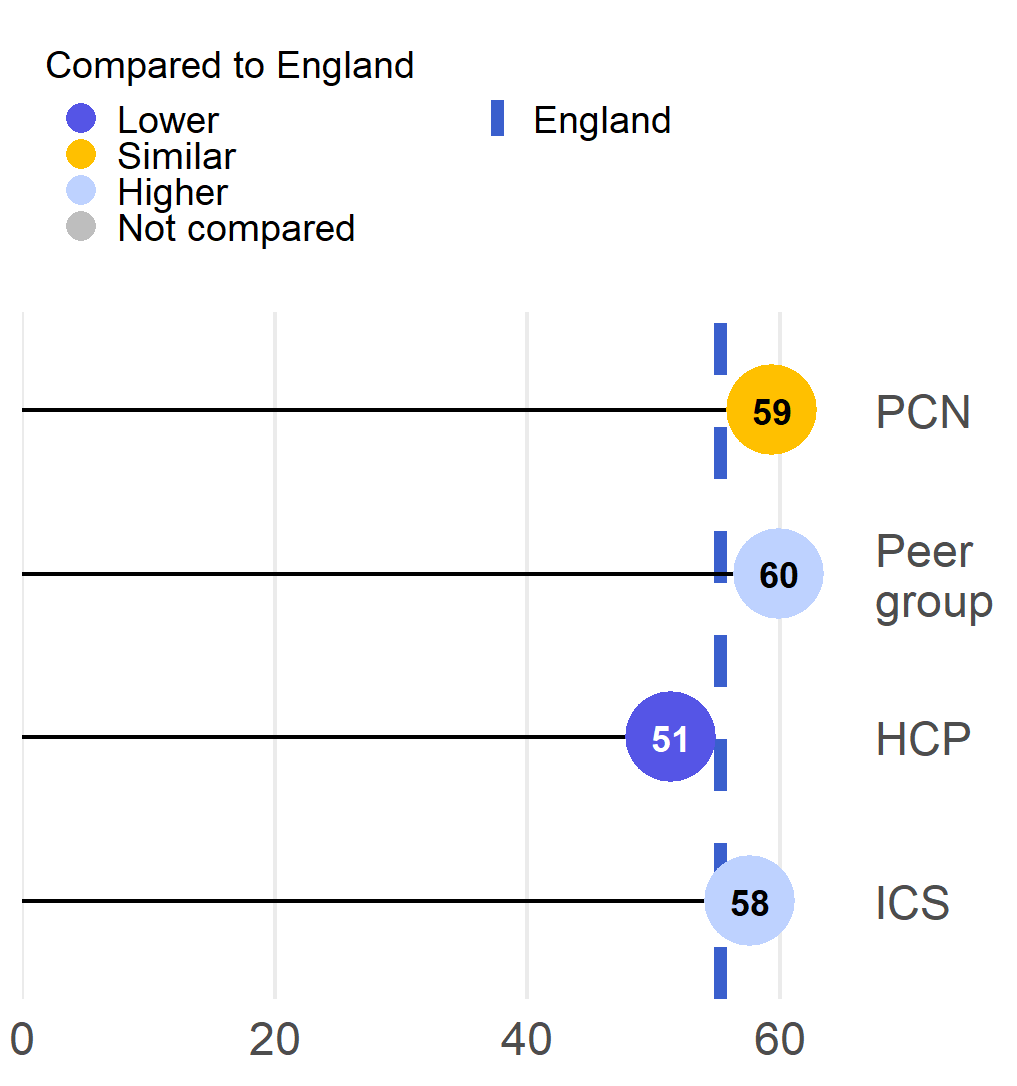 Compared to England
Lower
England
Similar
Higher
Not compared
59
PCN
60
Peer
group
51
HCP
58
ICS
0
20
40
60